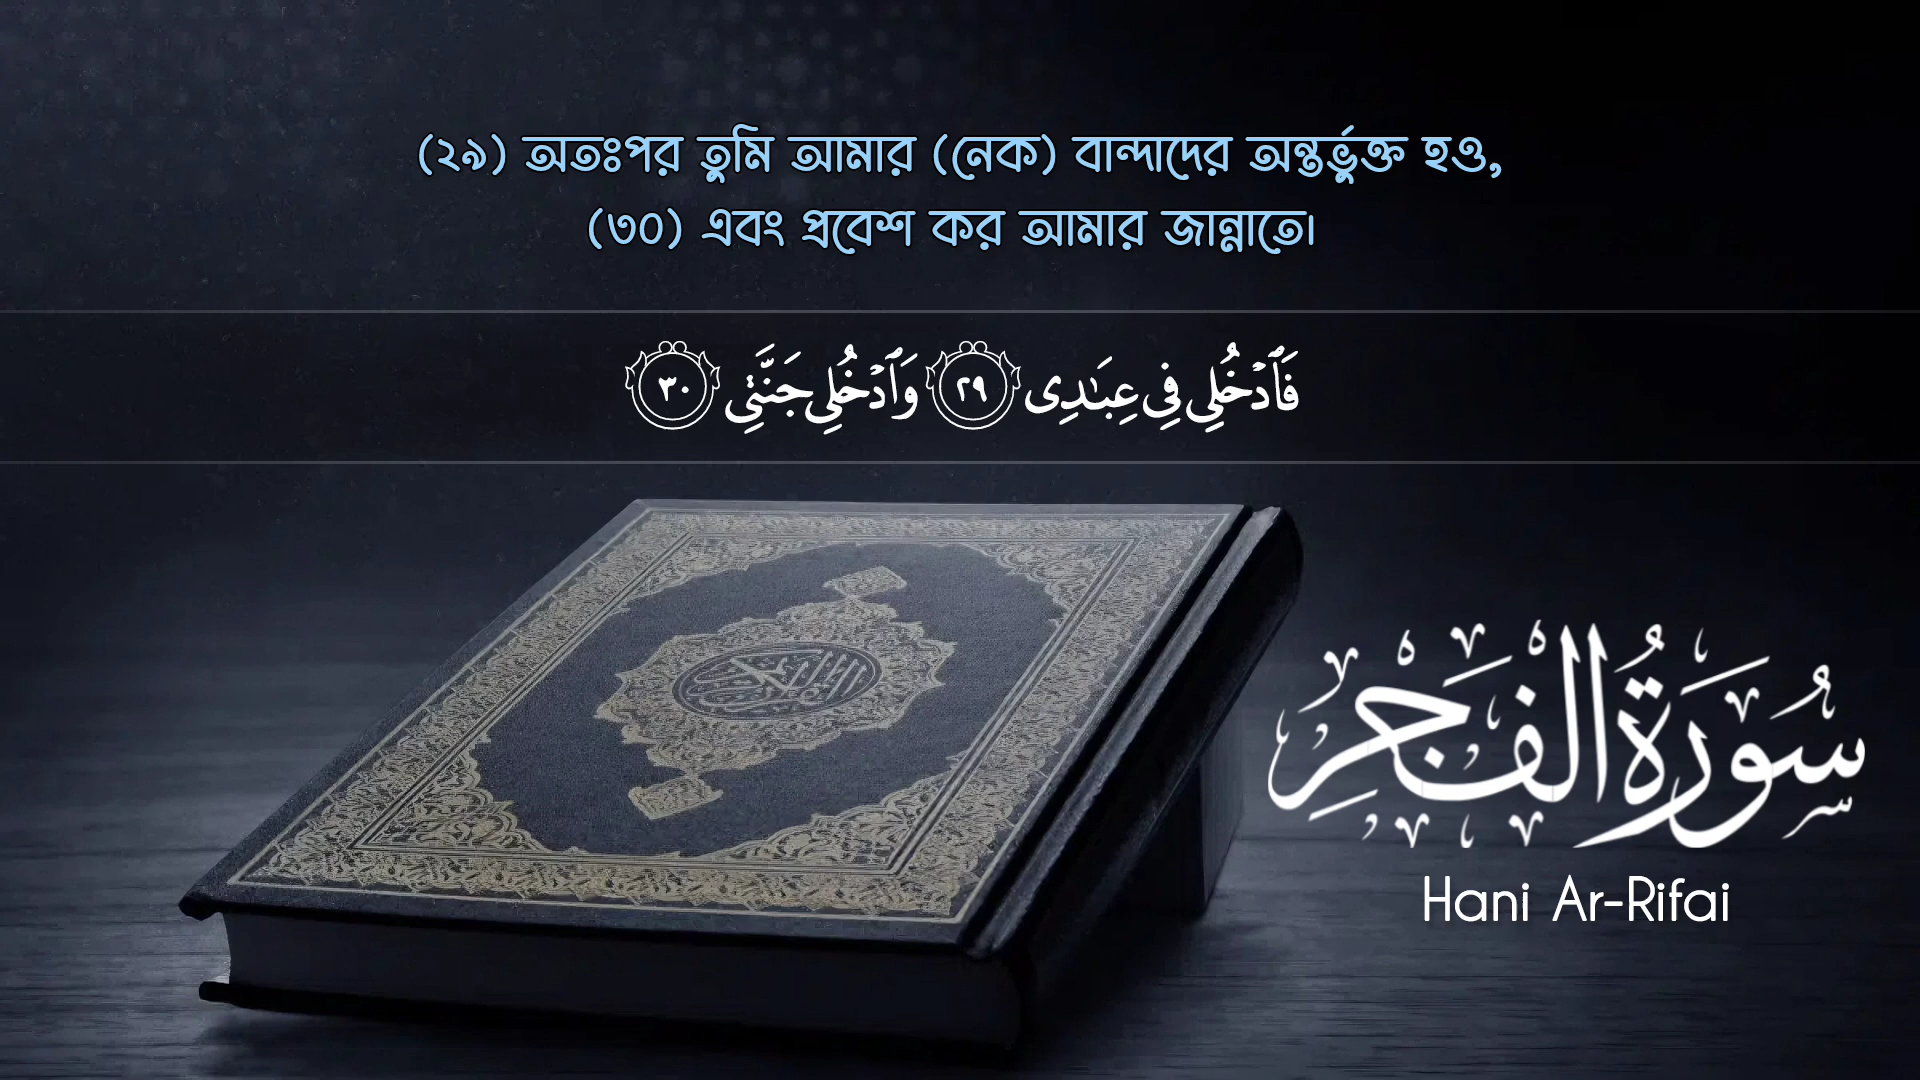 (২৯) অতঃপর তুমি আমার (নেক) বান্দাদের অন্তর্ভুক্ত হও,
(৩০) এবং প্রবেশ কর আমার জান্নাতে।
فَٱدۡخُلِي فِي عِبَٰدِي ٢٩ وَٱدۡخُلِي جَنَّتِي ٣٠
سُورَةُ الفَجْرِ
Hani Ar-Rifai